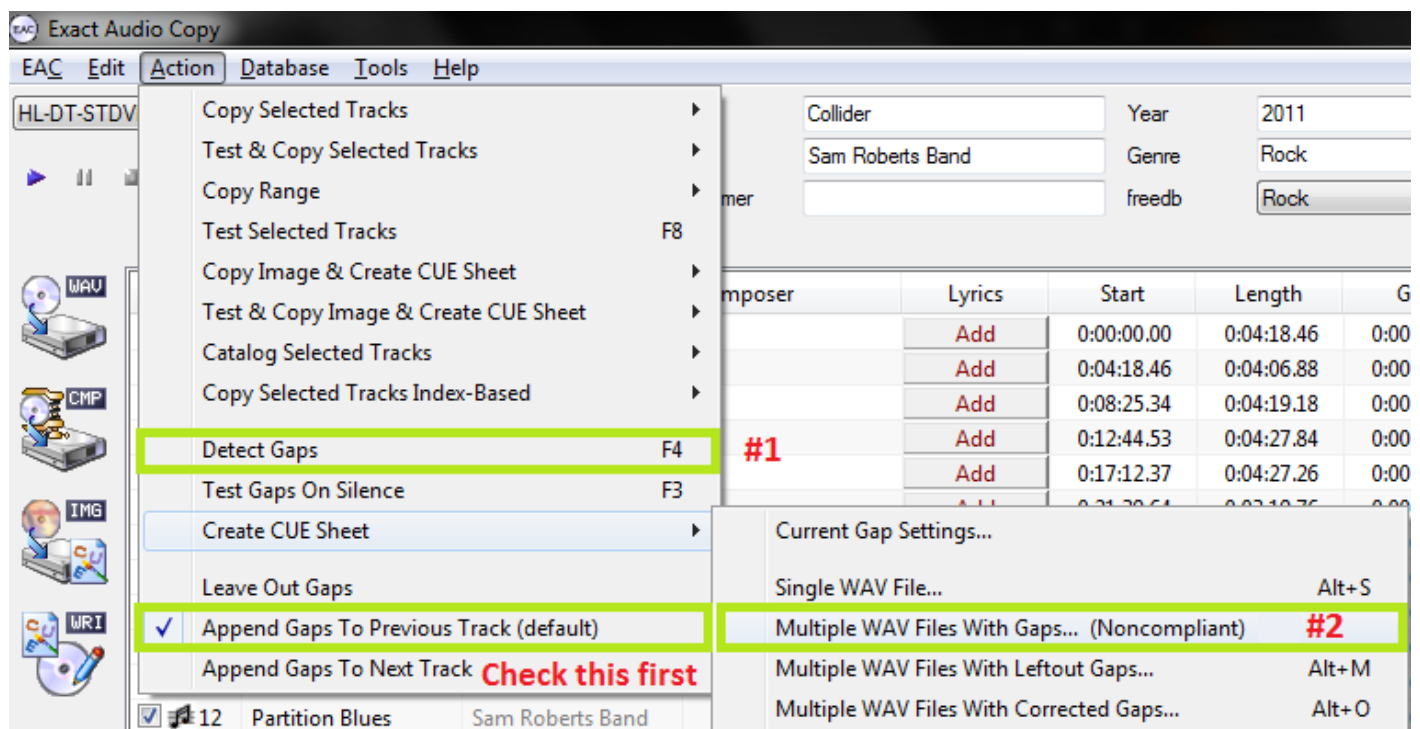 EAC Exact Audio Copy
EAC Edit Action Database Tools Help
HL-DT-STDV
Collider Year 2011
Sam Roberts Band Genre Rock
mer freedb Rock
Copy Selected Tracks
Test & Copy Selected Tracks
Copy Range
Test Selected Tracks F8
Copy Image & Create CUE Sheet
Test & Copy Image & Create CUE Sheet
Catalog Selected Tracks
Copy Selected Tracks Index-Based
Detect Gaps F4 #1
Test Gaps On Silence F3
Create CUE Sheet
Leave Out Gaps
Append Gaps To Previous Track (default)
Append Gaps To Next Track Check this first
WAV
CMP
IMG
WRI
mposer Lyrics Start Length G
Add 0:00:00.00 0:04:18.46 0:00
Add 0:04:18.46 0:04:06.88 0:00
Add 0:08:25.34 0:04:19.18 0:00
Add 0:12:44.53 0:04:27.84 0:00
Add 0:17:12.37 0:04:27.26 0:00
Current Gap Settings...
Single WAV File... Alt+S
Multiple WAV Files With Gaps... (Noncompliant) #2
Multiple WAV Files With Leftout Gaps... Alt+M
Multiple WAV Files With Corrected Gaps... Alt+O
12 Partition Blues Sam Roberts Band